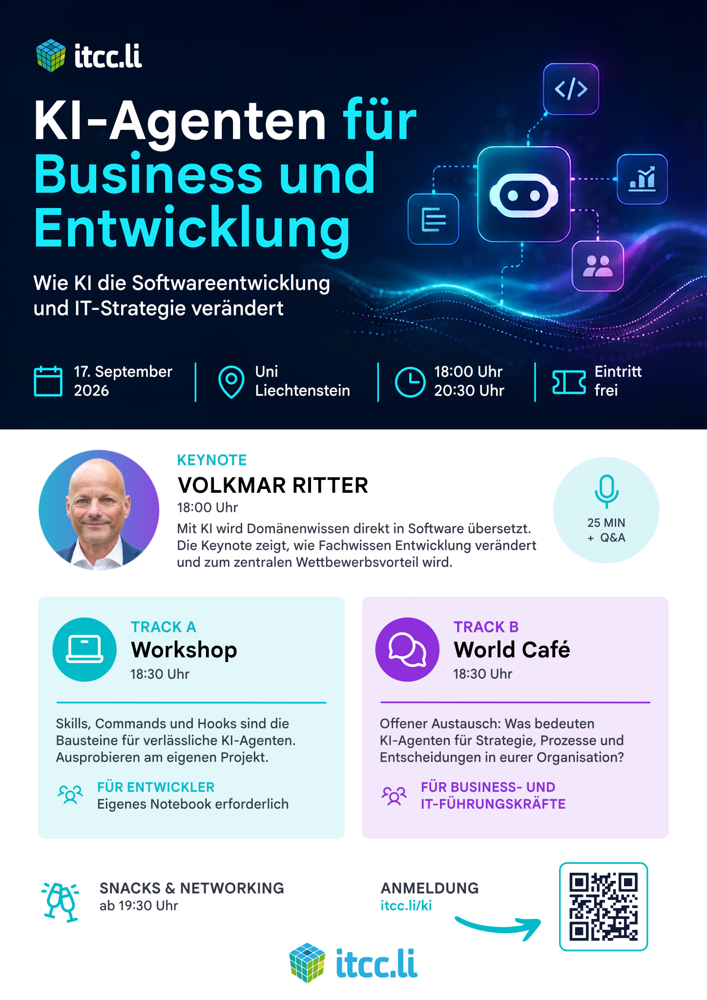 itcc.li
KI-Agenten für
Business und
Entwicklung
Wie KI die Softwareentwicklung
und IT-Strategie verändert
17. September
2026
Uni
Liechtenstein
18:00 Uhr
20:30 Uhr
Eintritt
frei
KEYNOTE
VOLKMAR RITTER
18:00 Uhr
Mit KI wird Domänenwissen direkt in Software übersetzt.
Die Keynote zeigt, wie Fachwissen Entwicklung verändert
und zum zentralen Wettbewerbsvorteil wird.
25 MIN
+ Q&A
TRACK A
Workshop
18:30 Uhr
Skills, Commands und Hooks sind die
Bausteine für verlässliche KI-Agenten.
Ausprobieren am eigenen Projekt.
FÜR ENTWICKLER
Eigenes Notebook erforderlich
TRACK B
World Café
18:30 Uhr
Offener Austausch: Was bedeuten
KI-Agenten für Strategie, Prozesse und
Entscheidungen in eurer Organisation?
FÜR BUSINESS- UND
IT-FÜHRUNGSKRÄFTE
SNACKS & NETWORKING
ab 19:30 Uhr
ANMELDUNG
itcc.li/ki
itcc.li